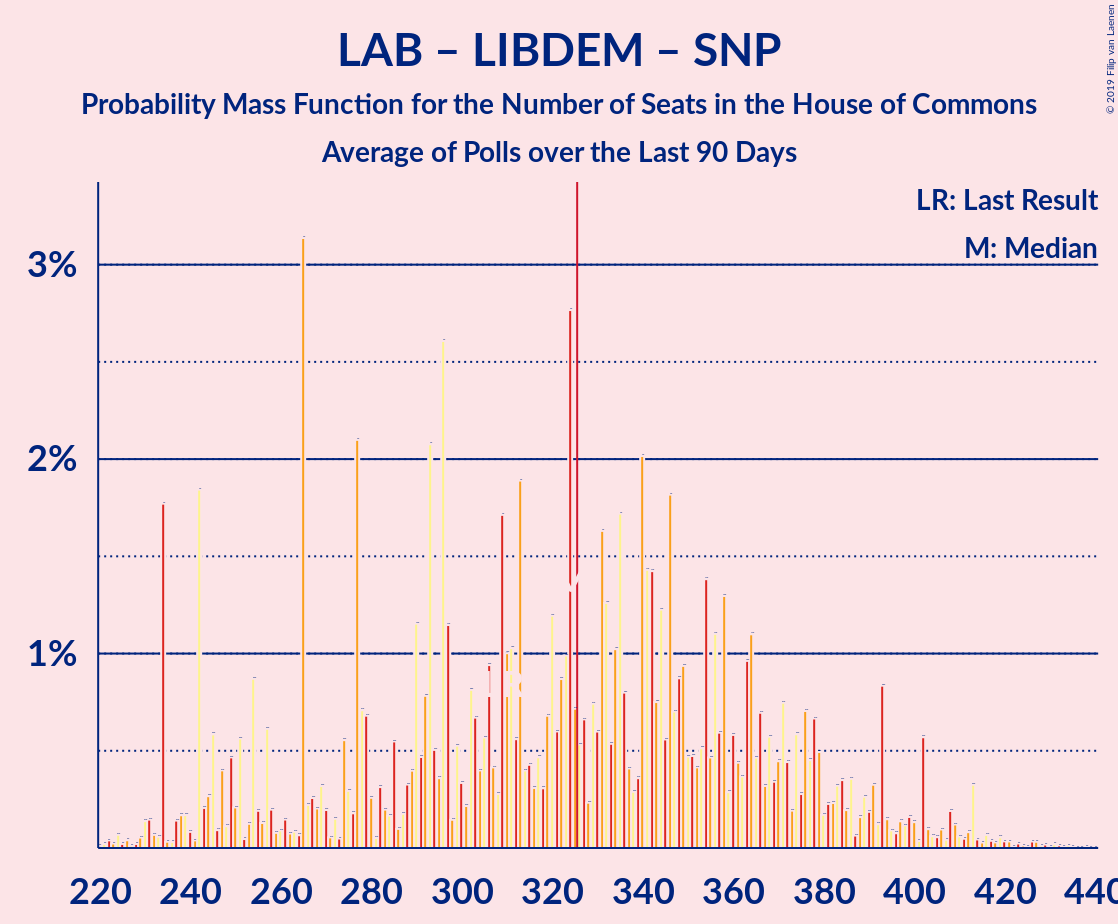 LAB – LIBDEM – SNP
Probability Mass Function for the Number of Seats in the House of Commons
Average of Polls over the Last 90 Days
© 2019 Filip van Laenen
LR: Last Result
M: Median
3%
2%
1%
220 240 260 280 300 320 340 360 380 400 420 440